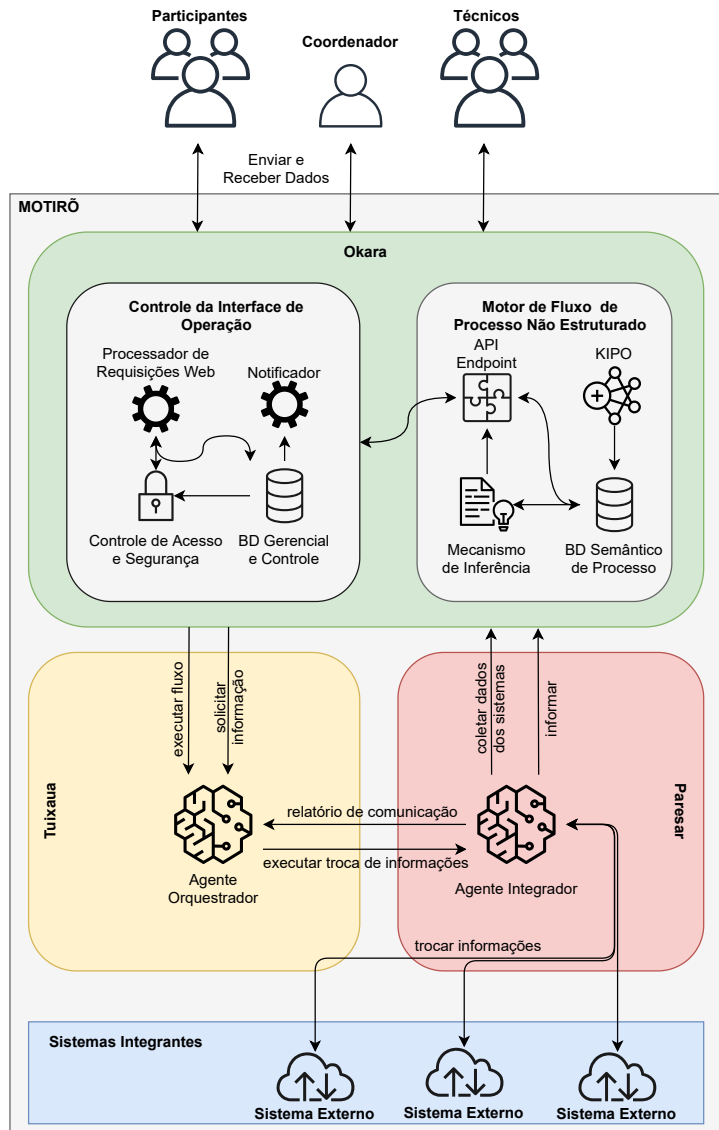 Participantes
Coordenador
Técnicos
Enviar e
Receber Dados
MOTIRÕ
Okara
Controle da Interface de
Operação
Processador de
Requisições Web
Notificador
Controle de Acesso
e Segurança
BD Gerencial
e Controle
Motor de Fluxo de
Processo Não Estruturado
API
Endpoint
KIPO
Mecanismo
de Inferência
BD Semântico
de Processo
executar fluxo
solicitar
informação
coletar dados
dos sistemas
informar
Tuixaua
Paresar
relatório de comunicação
executar troca de informações
Agente
Orquestrador
Agente Integrador
trocar informações
Sistemas Integrantes
Sistema Externo
Sistema Externo
Sistema Externo